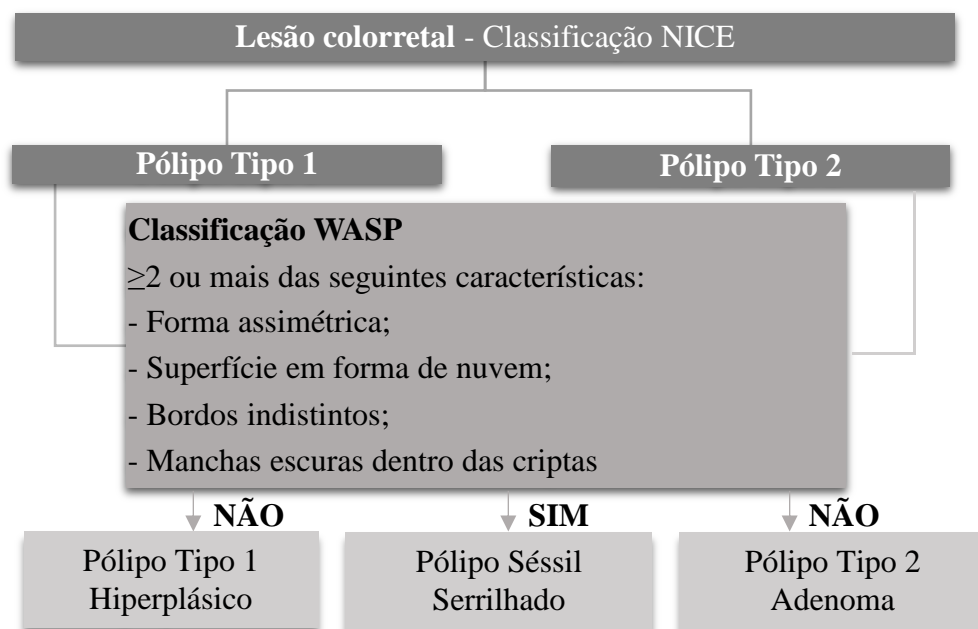 Lesão colorretal - Classificação NICE
Pólipo Tipo 1
Pólipo Tipo 2
Classificação WASP
≥2 ou mais das seguintes características:
- Forma assimétrica;
- Superfície em forma de nuvem;
- Bordos indistintos;
- Manchas escuras dentro das criptas
NÃO
SIM
NÃO
Pólipo Tipo 1
Hiperplásico
Pólipo Séssil
Serrilhado
Pólipo Tipo 2
Adenoma